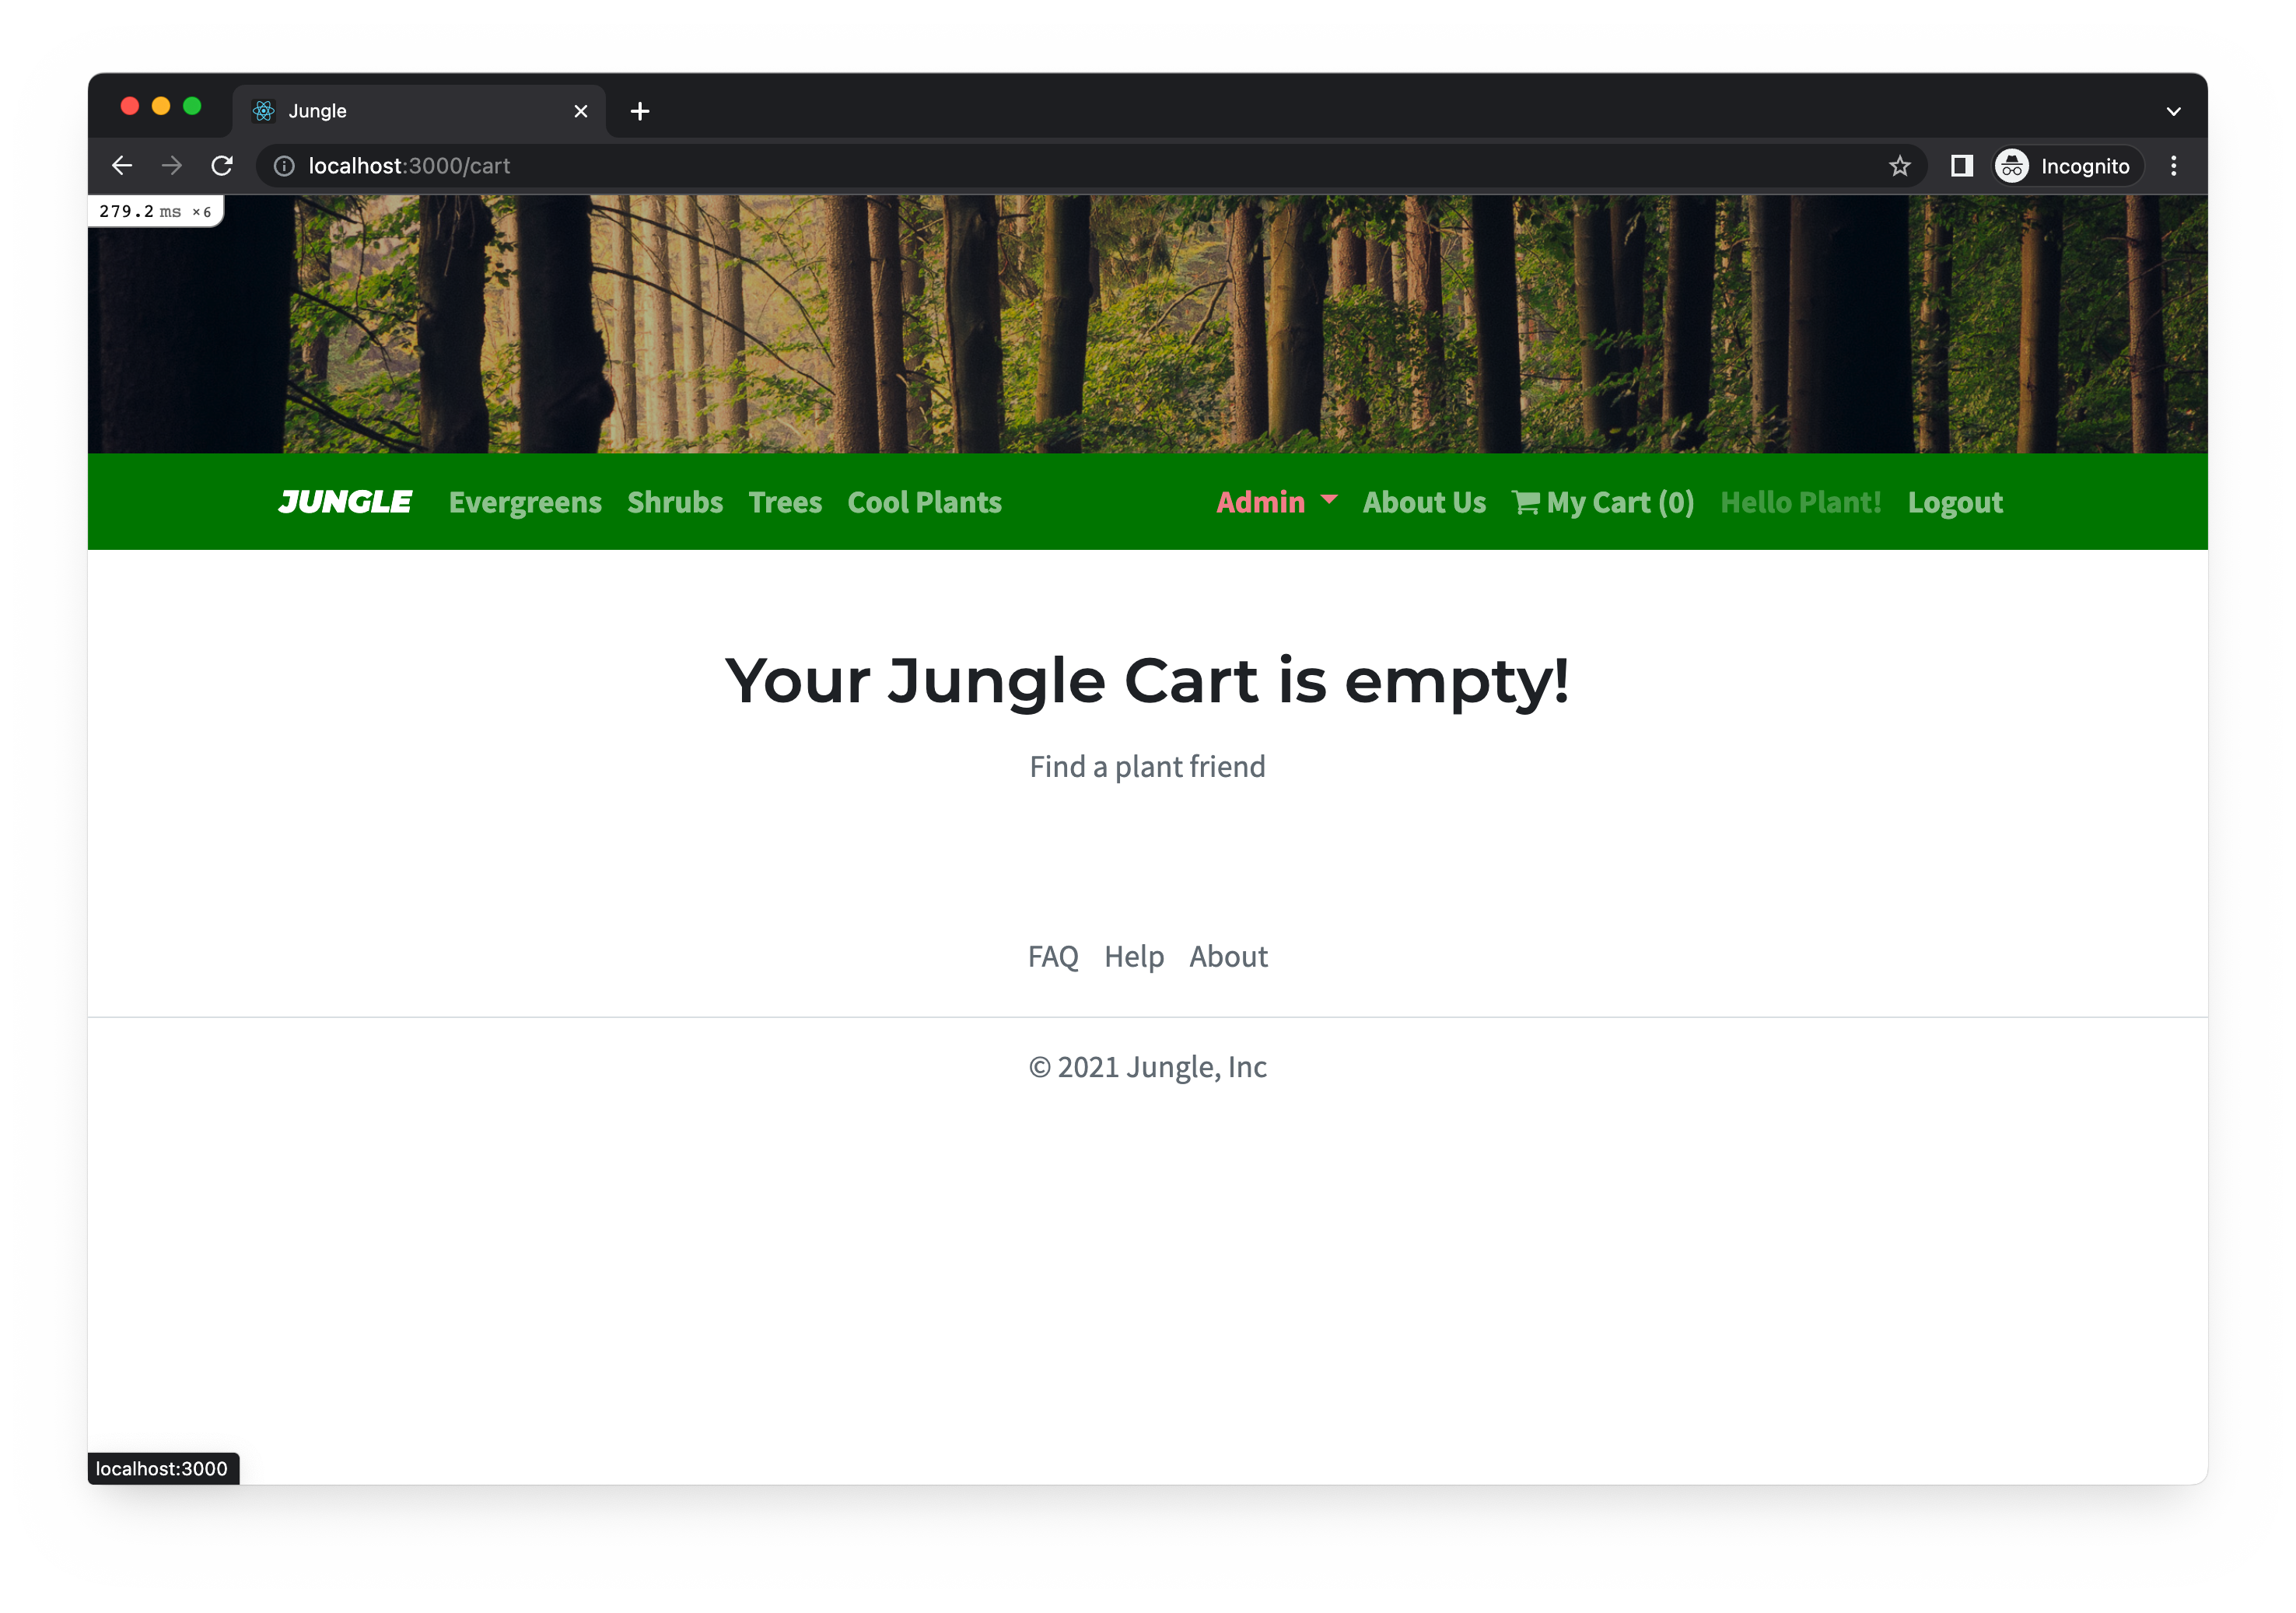 Jungle
localhost:3000/cart
Incognito
279.2 ms ×6
JUNGLE Evergreens Shrubs Trees Cool Plants Admin About Us My Cart (0) Hello Plant! Logout
Your Jungle Cart is empty!
Find a plant friend
FAQ Help About
© 2021 Jungle, Inc
localhost:3000